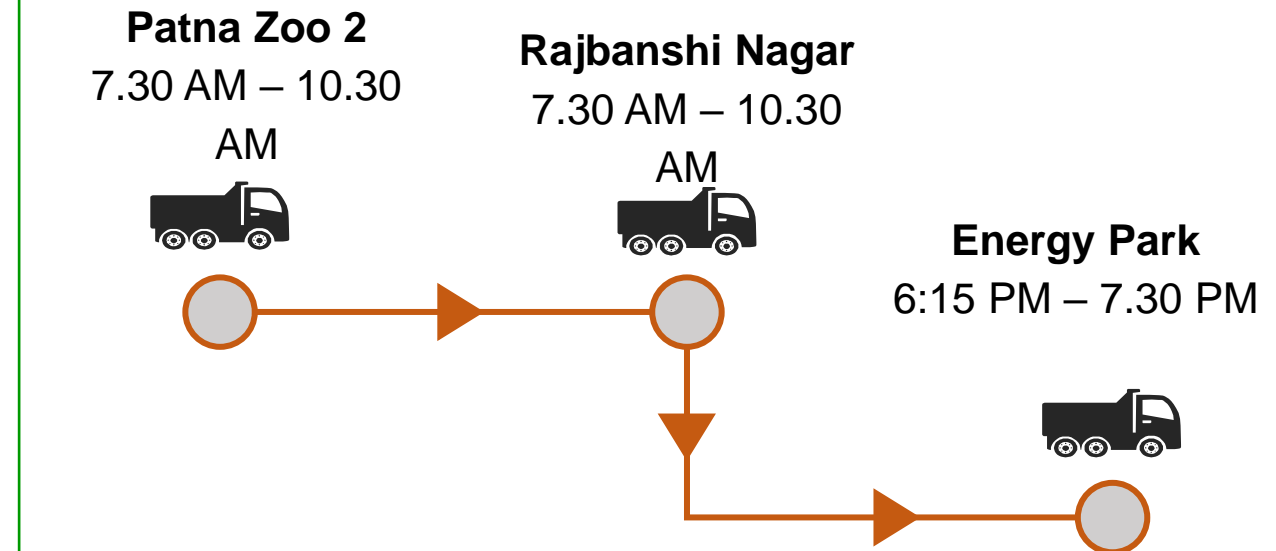 Patna Zoo 2
7.30 AM – 10.30
AM
Rajbanshi Nagar
7.30 AM – 10.30
AM
Energy Park
6:15 PM – 7.30 PM